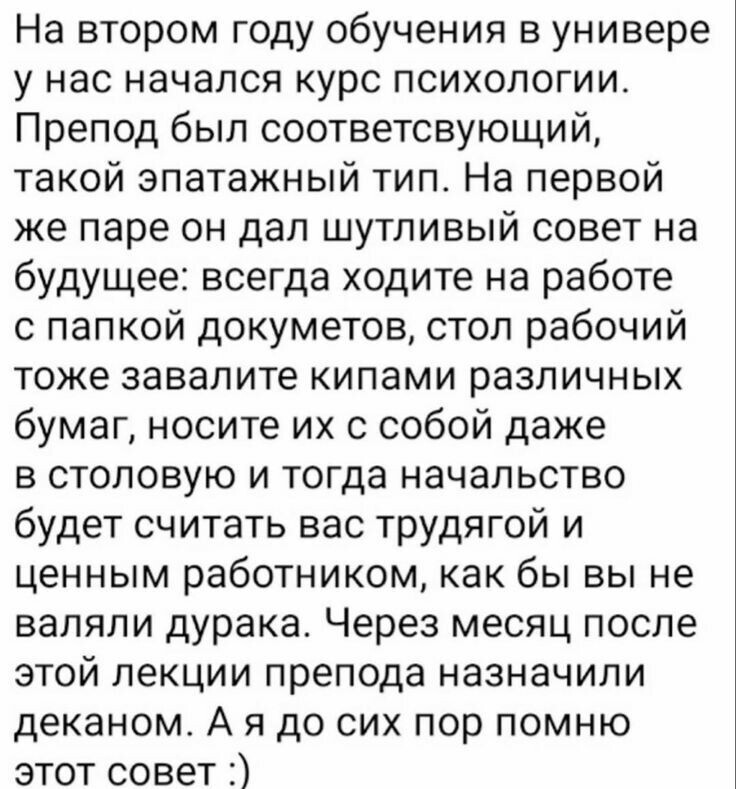 На втором году обучения в универе
у нас начался курс психологии.
Препод был соответсвующий,
такой эпатажный тип. На первой
же паре он дал шутливый совет на
будущее: всегда ходите на работе
с папкой докуметов, стол рабочий
тоже завалите кипами различных
бумаг, носите их с собой даже
в столовую и тогда начальство
будет считать вас трудягой и
ценным работником, как бы вы не
валяли дурака. Через месяц после
этой лекции препода назначили
деканом. А я до сих пор помню
этот совет :)